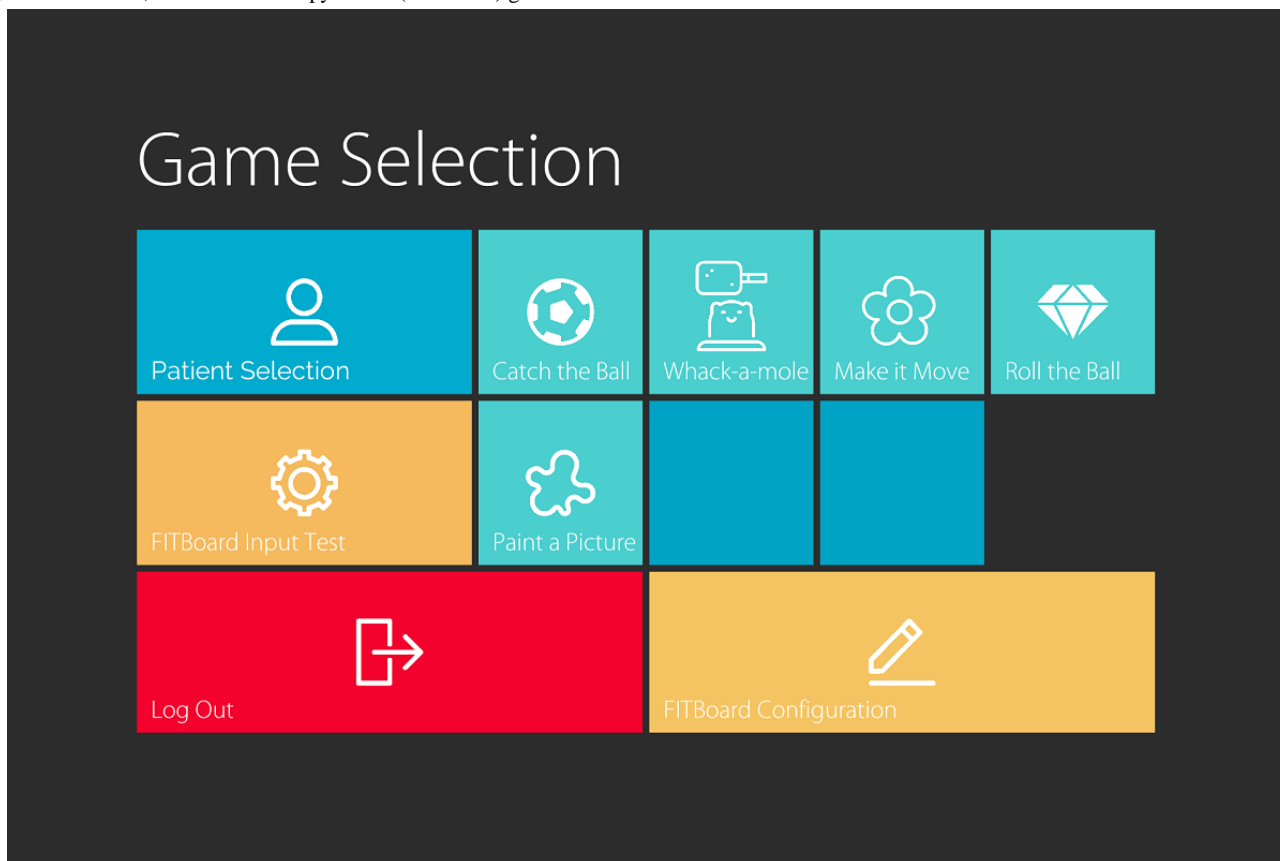 Game Selection
Patient Selection
Catch the Ball
Whack-a-mole
Make it Move
Roll the Ball
FITBoard Input Test
Paint a Picture
Log Out
FITBoard Configuration